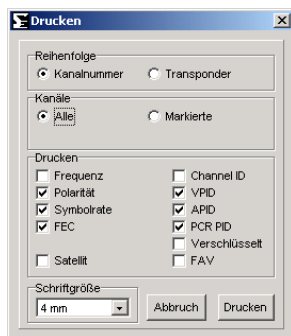 Drucken
Reihenfolge
Kanalnummer Transponder
Kanäle
Alle Markierte
Drucken
Frequenz Channel ID
Polarität VPID
Symbolrate APID
FEC PCR PID
Verschlüsselt
Satellit FAV
Schriftgröße
4 mm Abbruch Drucken